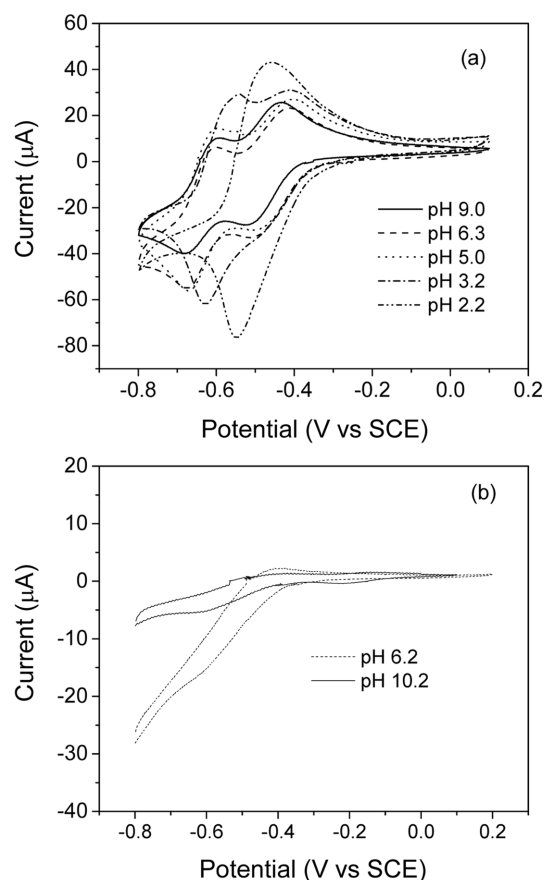 (a)
60
40
20
0
-20
-40
-60
-80
Current (μA)
pH 9.0
pH 6.3
pH 5.0
pH 3.2
pH 2.2
-0.8 -0.6 -0.4 -0.2 0.0 0.2
Potential (V vs SCE)
(b)
20
10
0
-10
-20
-30
-40
Current (μA)
pH 6.2
pH 10.2
-0.8 -0.6 -0.4 -0.2 0.0 0.2
Potential (V vs SCE)